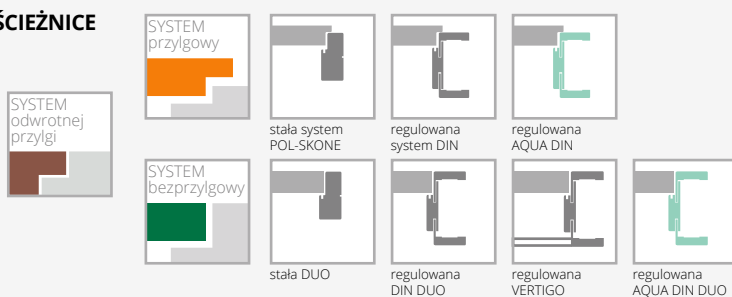 ŚCIEŻNICE
SYSTEM
odwrotnej
przylgi
SYSTEM
przylgowy
stała system
POL-SKONE
regulowana
system DIN
regulowana
AQUA DIN
SYSTEM
bezprzylgowy
stała DUO
regulowana
DIN DUO
regulowana
VERTIGO
regulowana
AQUA DIN DUO